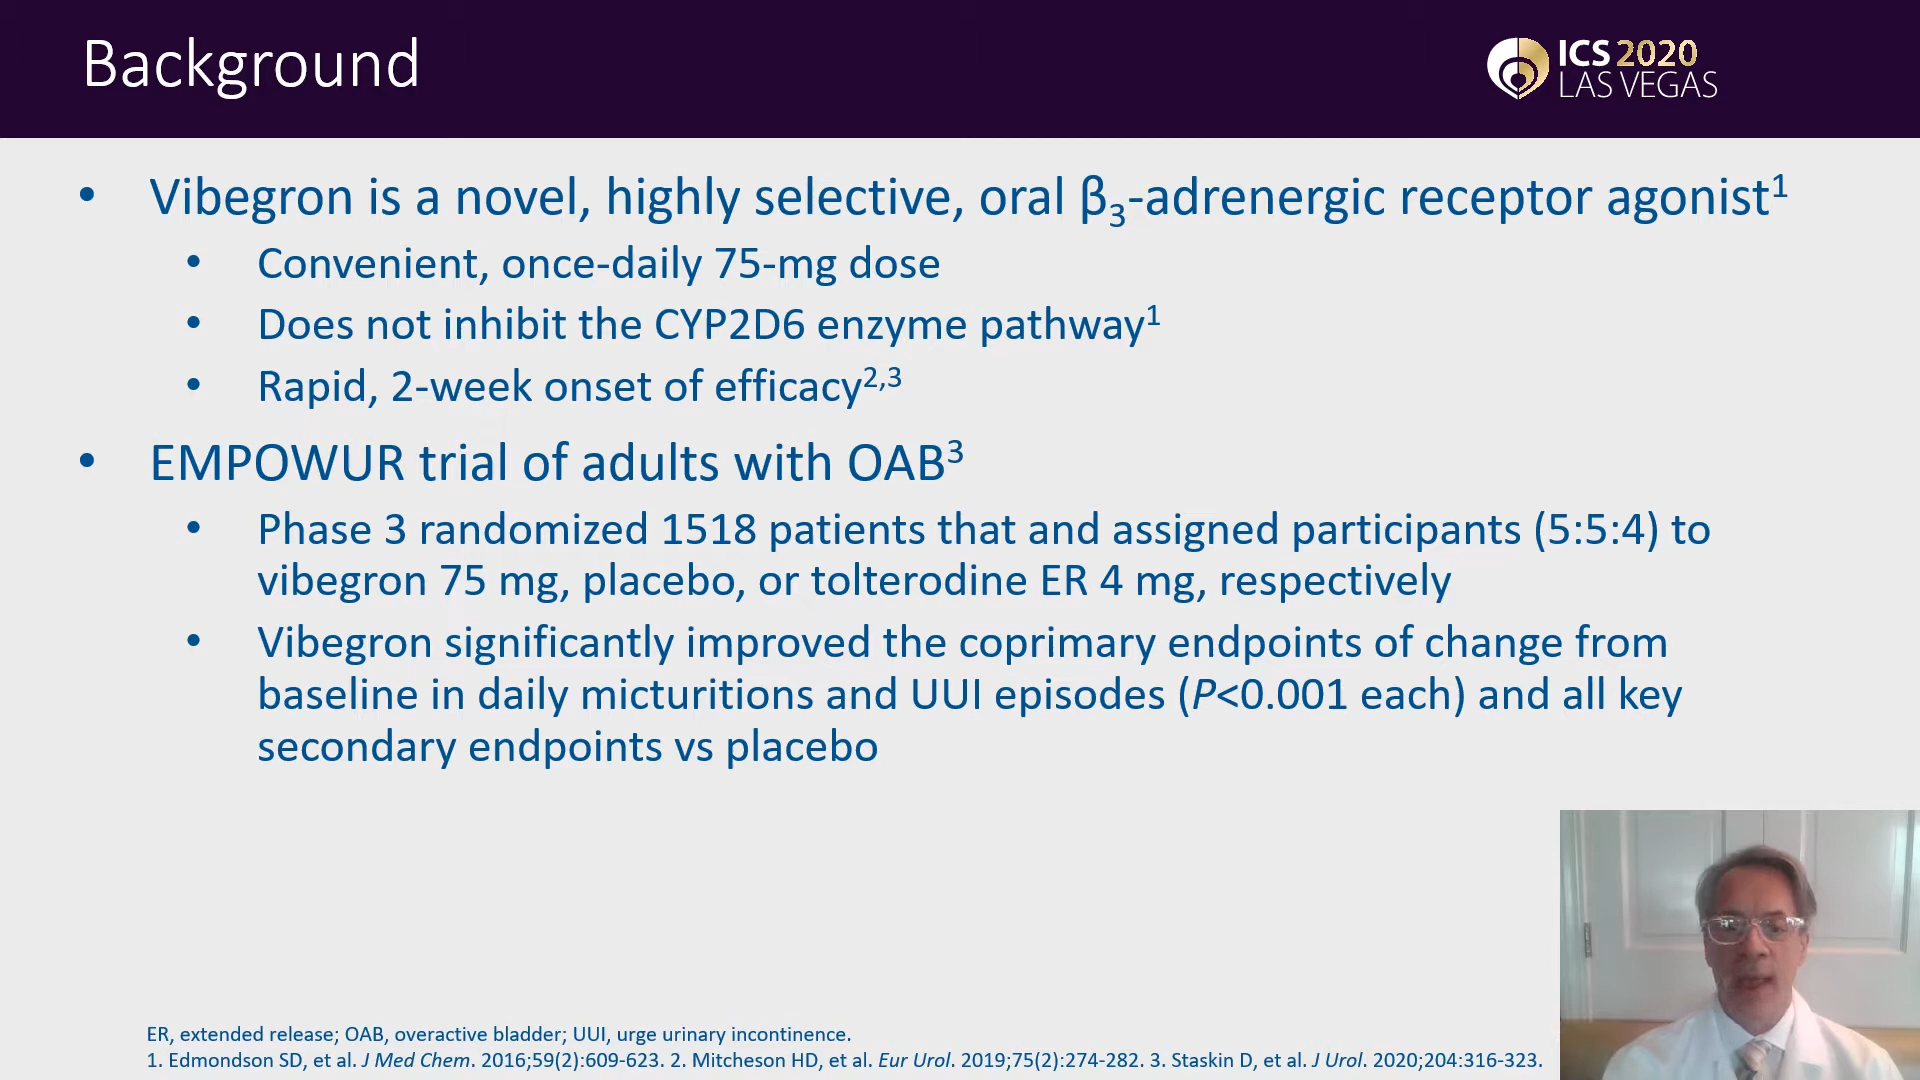 Background
ICS 2020
LAS VEGAS
• Vibegron is a novel, highly selective, oral β₃-adrenergic receptor agonist¹
• Convenient, once-daily 75-mg dose
• Does not inhibit the CYP2D6 enzyme pathway¹
• Rapid, 2-week onset of efficacy²,³
• EMPOWUR trial of adults with OAB³
• Phase 3 randomized 1518 patients that and assigned participants (5:5:4) to
vibegron 75 mg, placebo, or tolterodine ER 4 mg, respectively
• Vibegron significantly improved the coprimary endpoints of change from
baseline in daily micturitions and UUI episodes (P<0.001 each) and all key
secondary endpoints vs placebo
ER, extended release; OAB, overactive bladder; UUI, urge urinary incontinence.
1. Edmondson SD, et al. J Med Chem. 2016;59(2):609-623. 2. Mitcheson HD, et al. Eur Urol. 2019;75(2):274-282. 3. Staskin D, et al. J Urol. 2020;204:316-323.